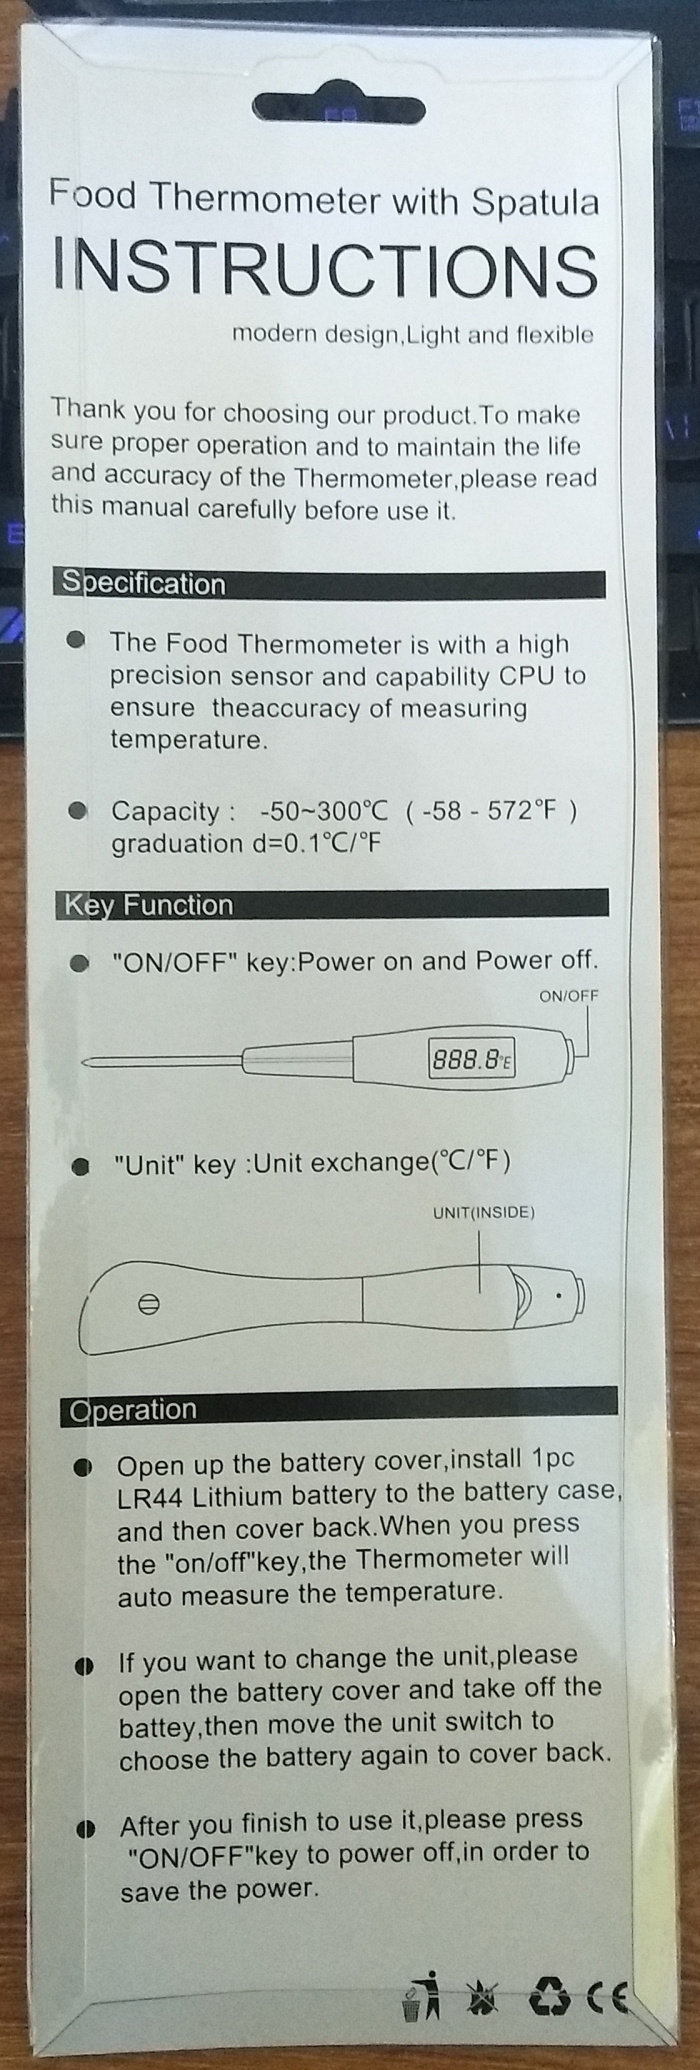 Food Thermometer with Spatula
INSTRUCTIONS
modern design,Light and flexible
Thank you for choosing our product.To make
sure proper operation and to maintain the life
and accuracy of the Thermometer,please read
this manual carefully before use it.
Specification
● The Food Thermometer is with a high
precision sensor and capability CPU to
ensure theaccuracy of measuring
temperature.
● Capacity : -50~300℃ ( -58 - 572℉ )
graduation d=0.1℃/℉
Key Function
● "ON/OFF" key:Power on and Power off.
ON/OFF
888.8
● "Unit" key :Unit exchange(℃/℉)
UNIT(INSIDE)
Operation
● Open up the battery cover,install 1pc
LR44 Lithium battery to the battery case,
and then cover back.When you press
the "on/off"key,the Thermometer will
auto measure the temperature.
● If you want to change the unit,please
open the battery cover and take off the
battey,then move the unit switch to
choose the battery again to cover back.
● After you finish to use it,please press
"ON/OFF"key to power off,in order to
save the power.
CE